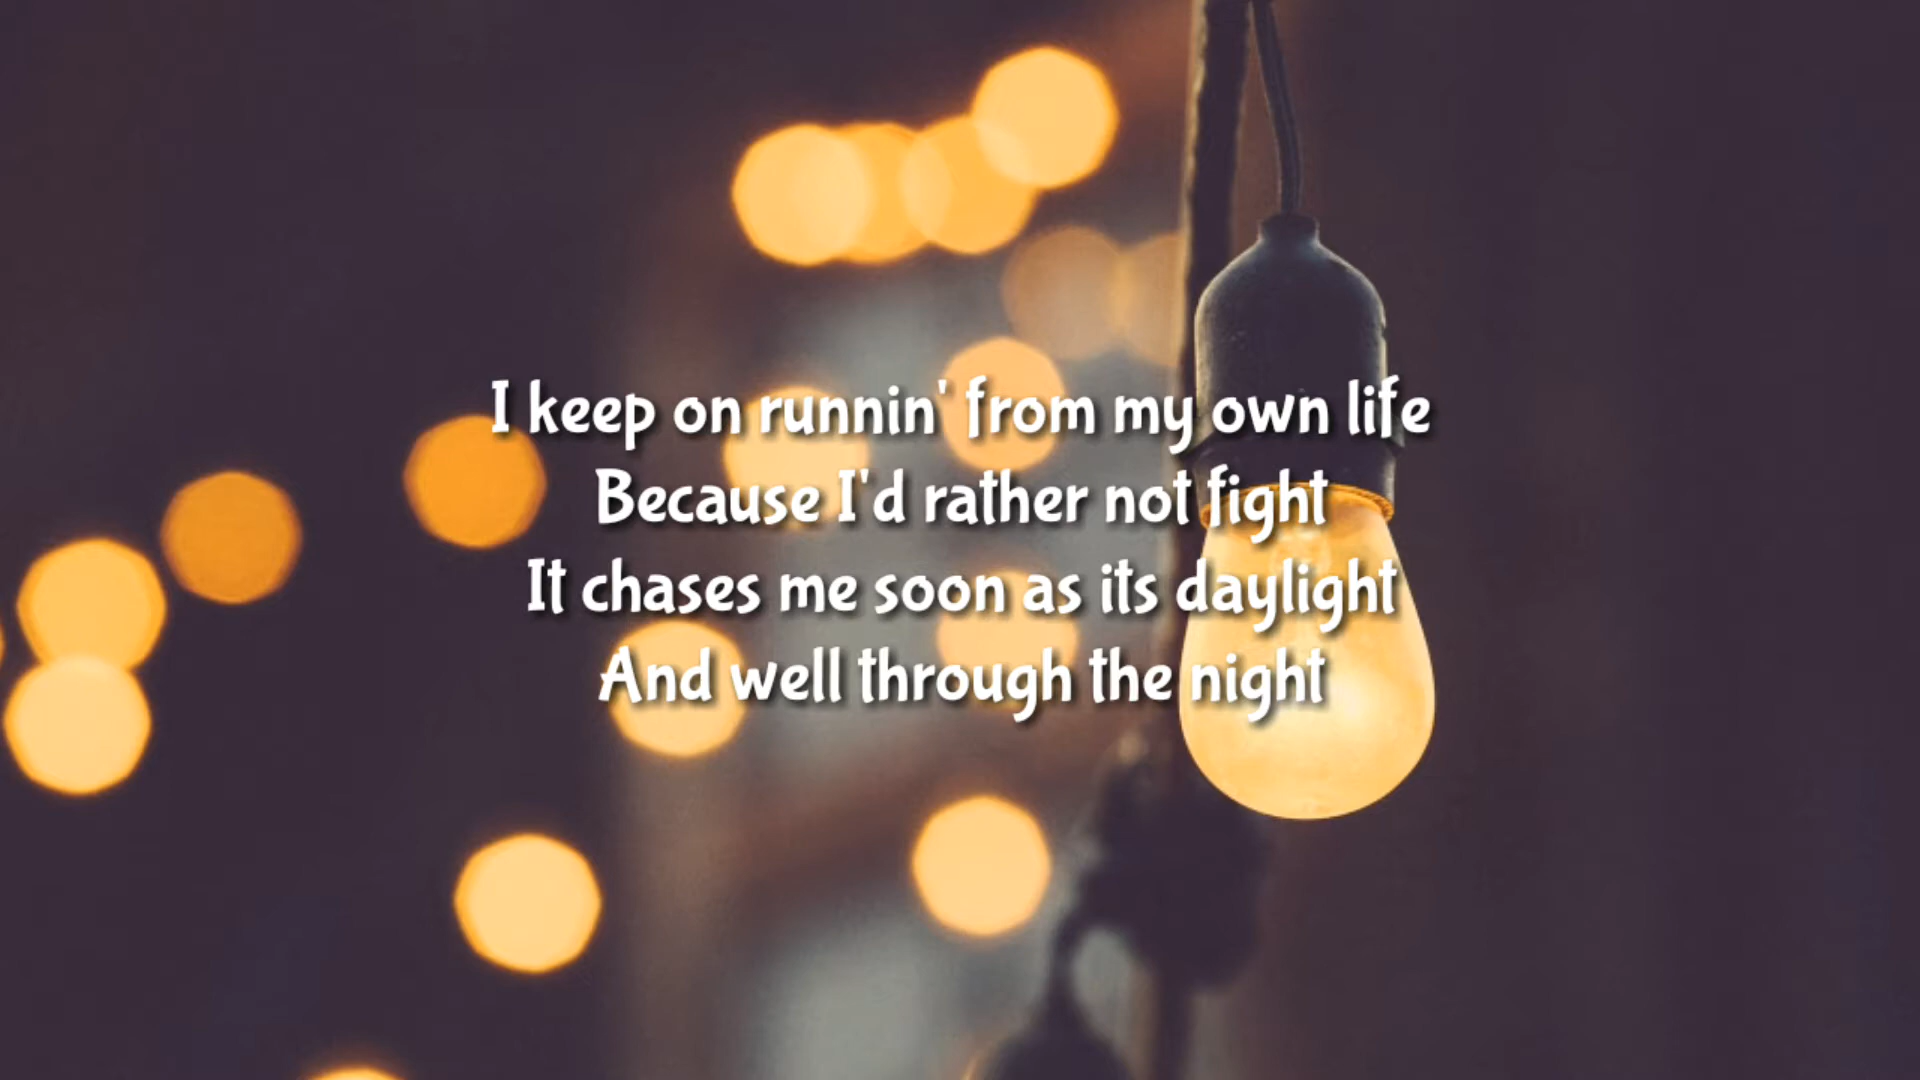 I keep on runnin' from my own life
Because I'd rather not fight
It chases me soon as its daylight
And well through the night